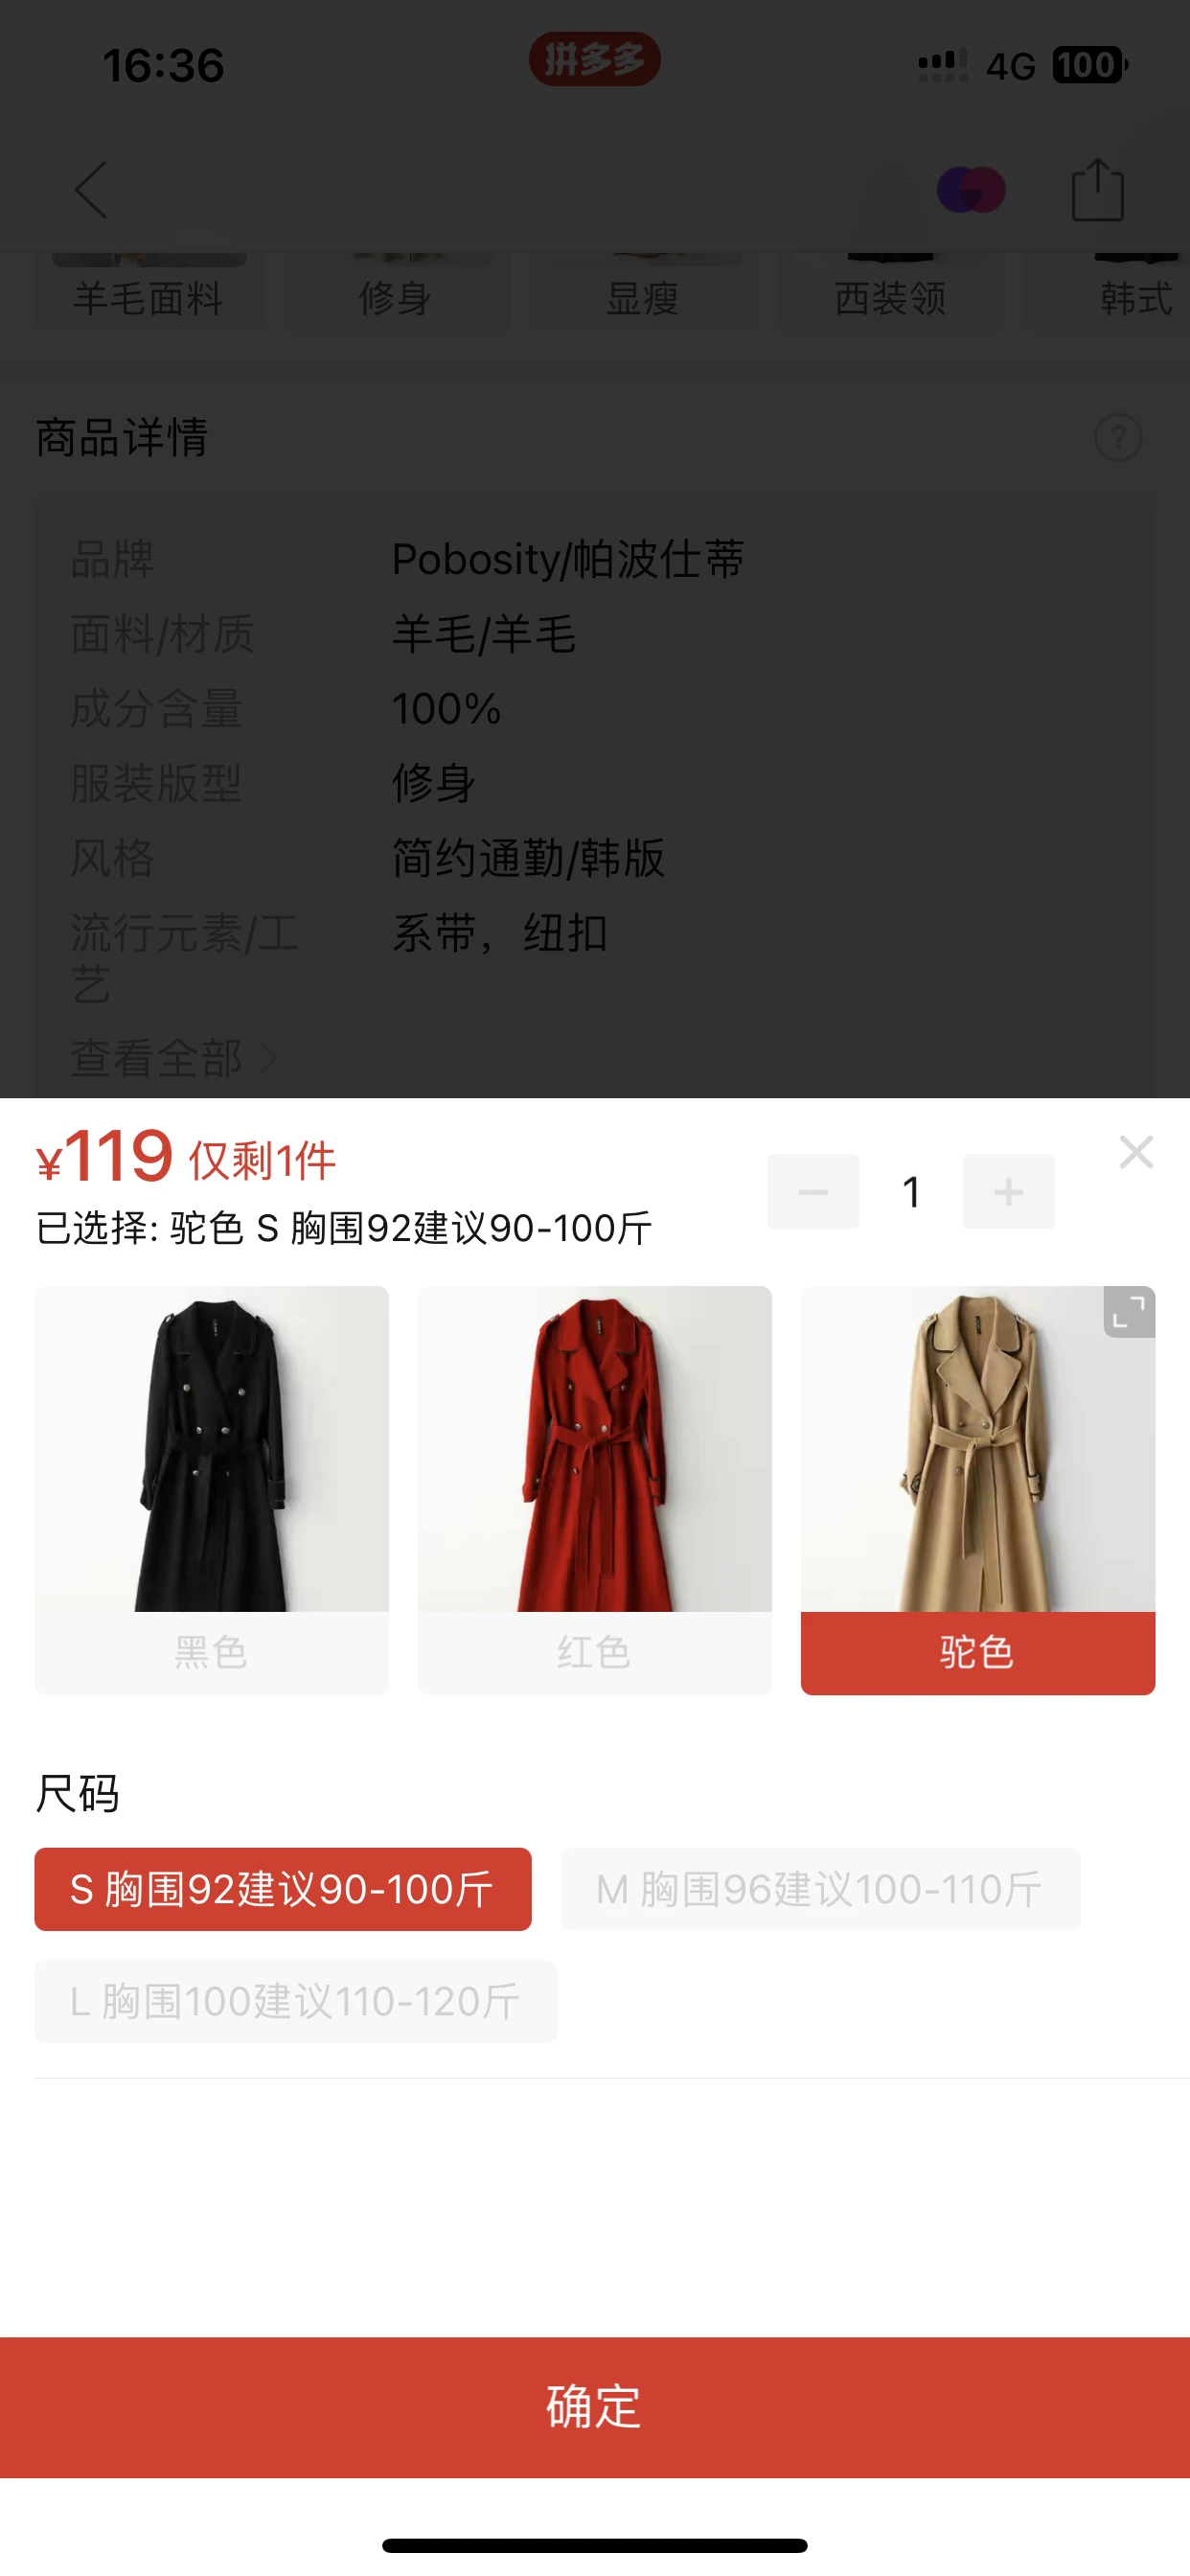 16:36
拼多多
4G
100
羊毛面料 修身 显瘦 西装领 韩式
商品详情
?
品牌 Pobosity/帕波仕蒂
面料/材质 羊毛/羊毛
成分含量 100%
服装版型 修身
风格 简约通勤/韩版
流行元素/工 系带，纽扣
艺
查看全部
¥119 仅剩1件
1
已选择: 驼色 S 胸围92建议90-100斤
黑色 红色 驼色
尺码
S 胸围92建议90-100斤
M 胸围96建议100-110斤
L 胸围100建议110-120斤
确定